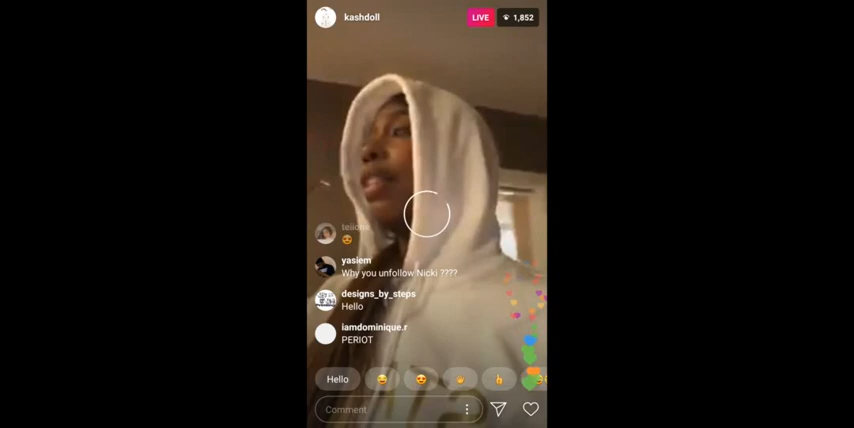 kashdoll
LIVE
1,852
yasiem
Why you unfollow Nicki ????
designs_by_steps
Hello
iamdominique.r
PERIOT
Hello
Comment